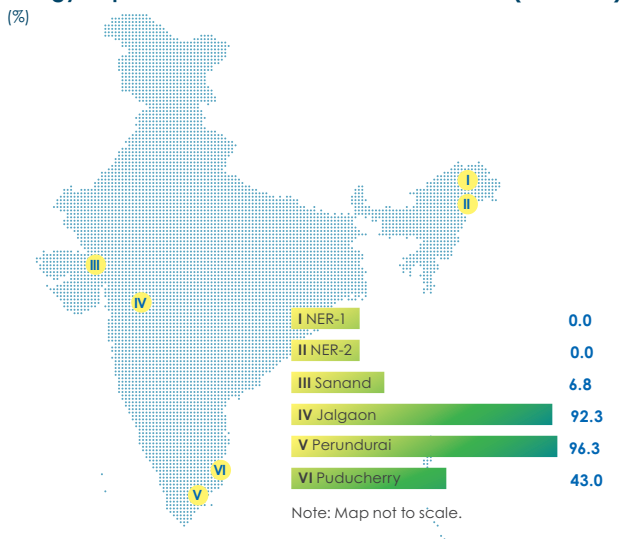 (%)
I
II
III
IV
I NER-1 0.0
II NER-2 0.0
III Sanand 6.8
IV Jalgaon 92.3
V Perundurai 96.3
VI Puducherry 43.0
VI
V
Note: Map not to scale.